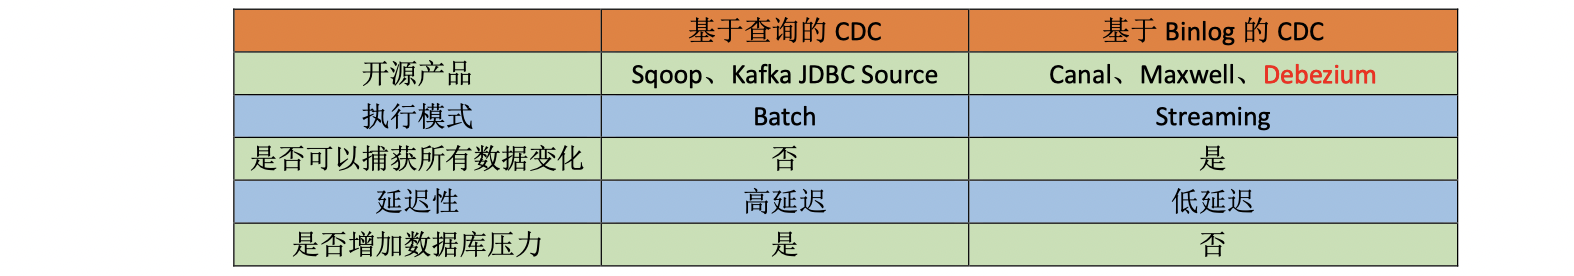 基于查询的 CDC 基于 Binlog 的 CDC
开源产品 Sqoop、Kafka JDBC Source Canal、Maxwell、Debezium
执行模式 Batch Streaming
是否可以捕获所有数据变化 否 是
延迟性 高延迟 低延迟
是否增加数据库压力 是 否